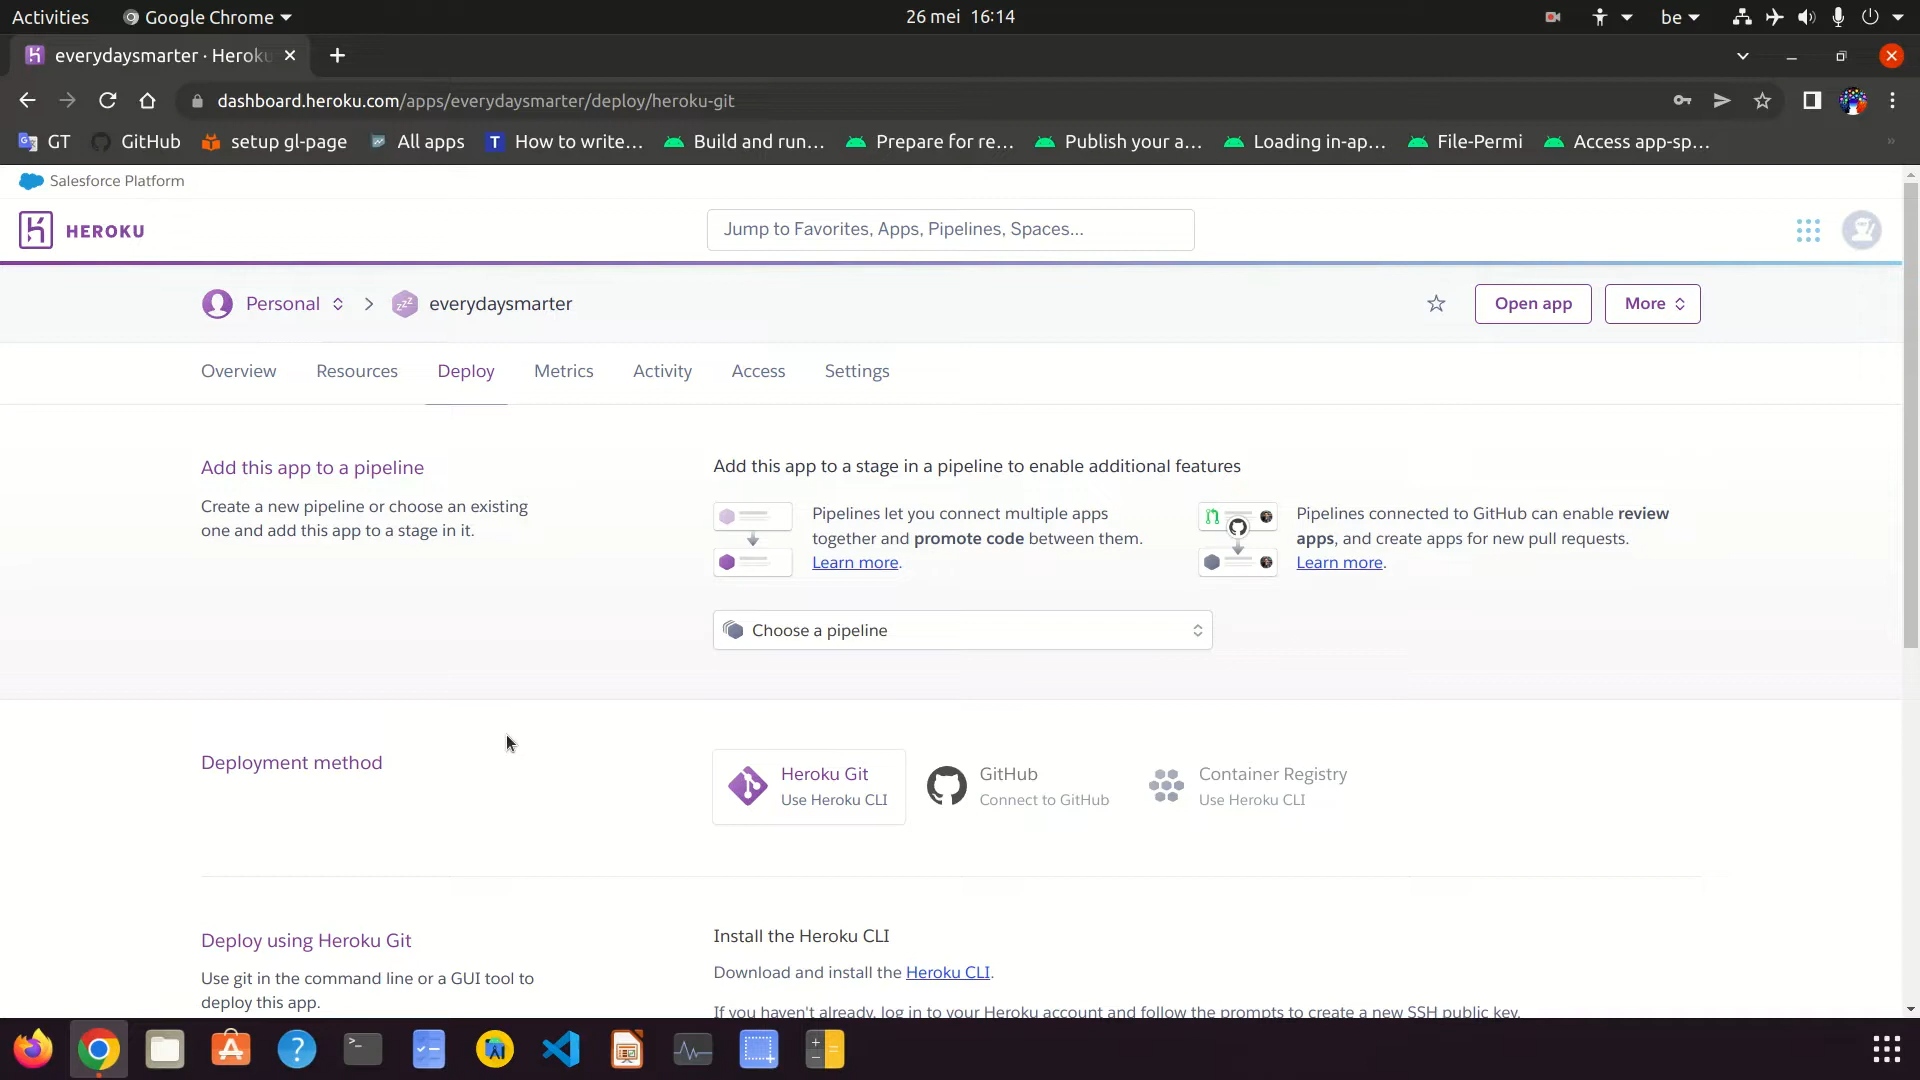 Activities
Google Chrome
26 mei 16:14
be
everydaysmarter · Heroku
dashboard.heroku.com/apps/everydaysmarter/deploy/heroku-git
GT
GitHub
setup gl-page
All apps
How to write...
Build and run...
Prepare for re...
Publish your a...
Loading in-ap...
File-Permi
Access app-sp...
Salesforce Platform
HEROKU
Jump to Favorites, Apps, Pipelines, Spaces...
Personal
everydaysmarter
Open app
More
Overview
Resources
Deploy
Metrics
Activity
Access
Settings
Add this app to a pipeline
Create a new pipeline or choose an existing
one and add this app to a stage in it.
Add this app to a stage in a pipeline to enable additional features
Pipelines let you connect multiple apps
together and promote code between them.
Learn more.
Pipelines connected to GitHub can enable review
apps, and create apps for new pull requests.
Learn more.
Choose a pipeline
Deployment method
Heroku Git
Use Heroku CLI
GitHub
Connect to GitHub
Container Registry
Use Heroku CLI
Deploy using Heroku Git
Use git in the command line or a GUI tool to
deploy this app.
Install the Heroku CLI
Download and install the Heroku CLI.
If you haven't already, log in to your Heroku account and follow the prompts to create a new SSH public key.